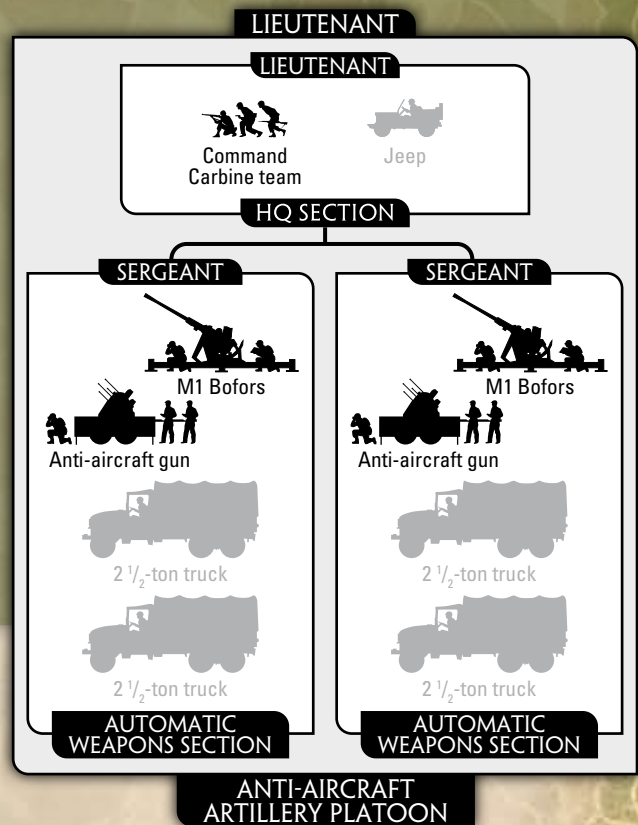 LIEUTENANT
LIEUTENANT
Command
Carbine team
Jeep
HQ SECTION
SERGEANT
M1 Bofors
Anti-aircraft gun
2 1/2-ton truck
2 1/2-ton truck
AUTOMATIC
WEAPONS SECTION
SERGEANT
M1 Bofors
Anti-aircraft gun
2 1/2-ton truck
2 1/2-ton truck
AUTOMATIC
WEAPONS SECTION
ANTI-AIRCRAFT
ARTILLERY PLATOON